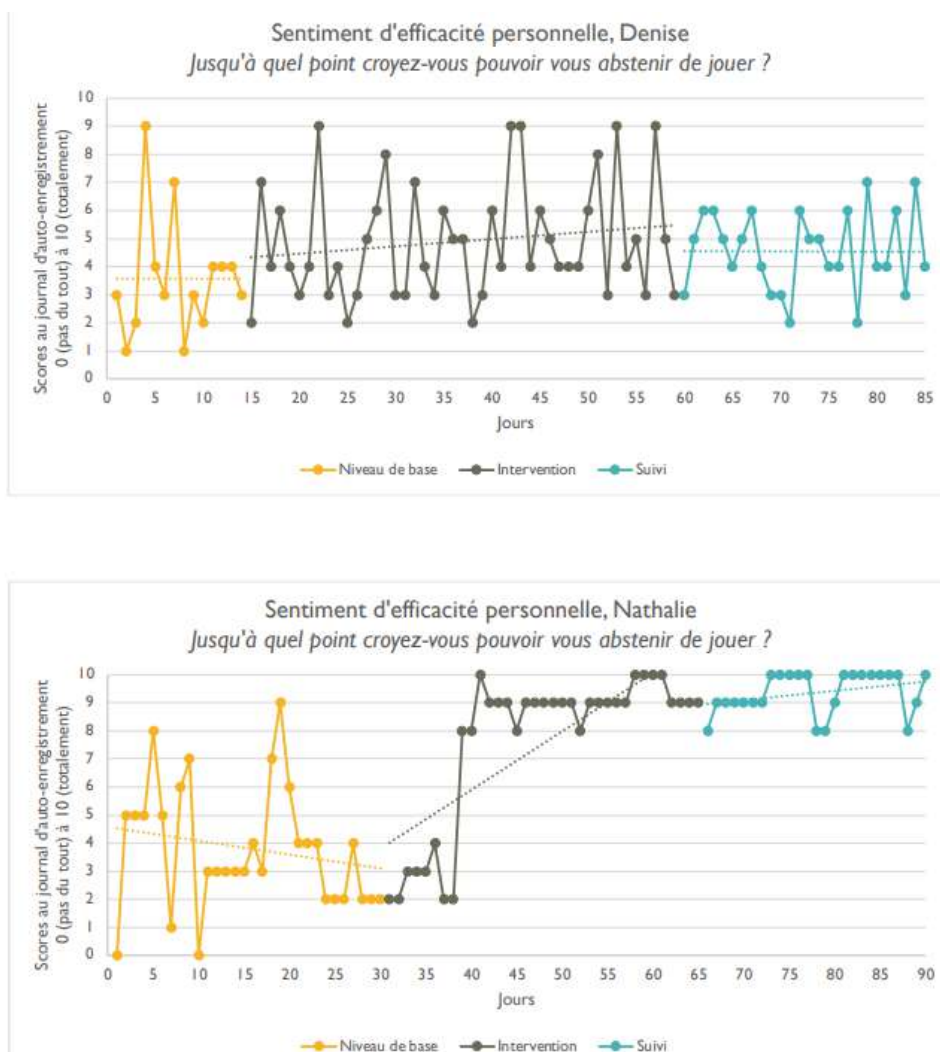 Sentiment d'efficacité personnelle, Denise
Jusqu'à quel point croyez-vous pouvoir vous abstenir de jouer ?
Scores au journal d'auto-enregistrement
0 (pas du tout) à 10 (totalement)
10
9
8
7
6
5
4
3
2
1
0
0 5 10 15 20 25 30 35 40 45 50 55 60 65 70 75 80 85
Jours
Niveau de base Intervention Suivi
Sentiment d'efficacité personnelle, Nathalie
Jusqu'à quel point croyez-vous pouvoir vous abstenir de jouer ?
Scores au journal d'auto-enregistrement
0 (pas du tout) à 10 (totalement)
10
9
8
7
6
5
4
3
2
1
0
0 5 10 15 20 25 30 35 40 45 50 55 60 65 70 75 80 85 90
Jours
Niveau de base Intervention Suivi